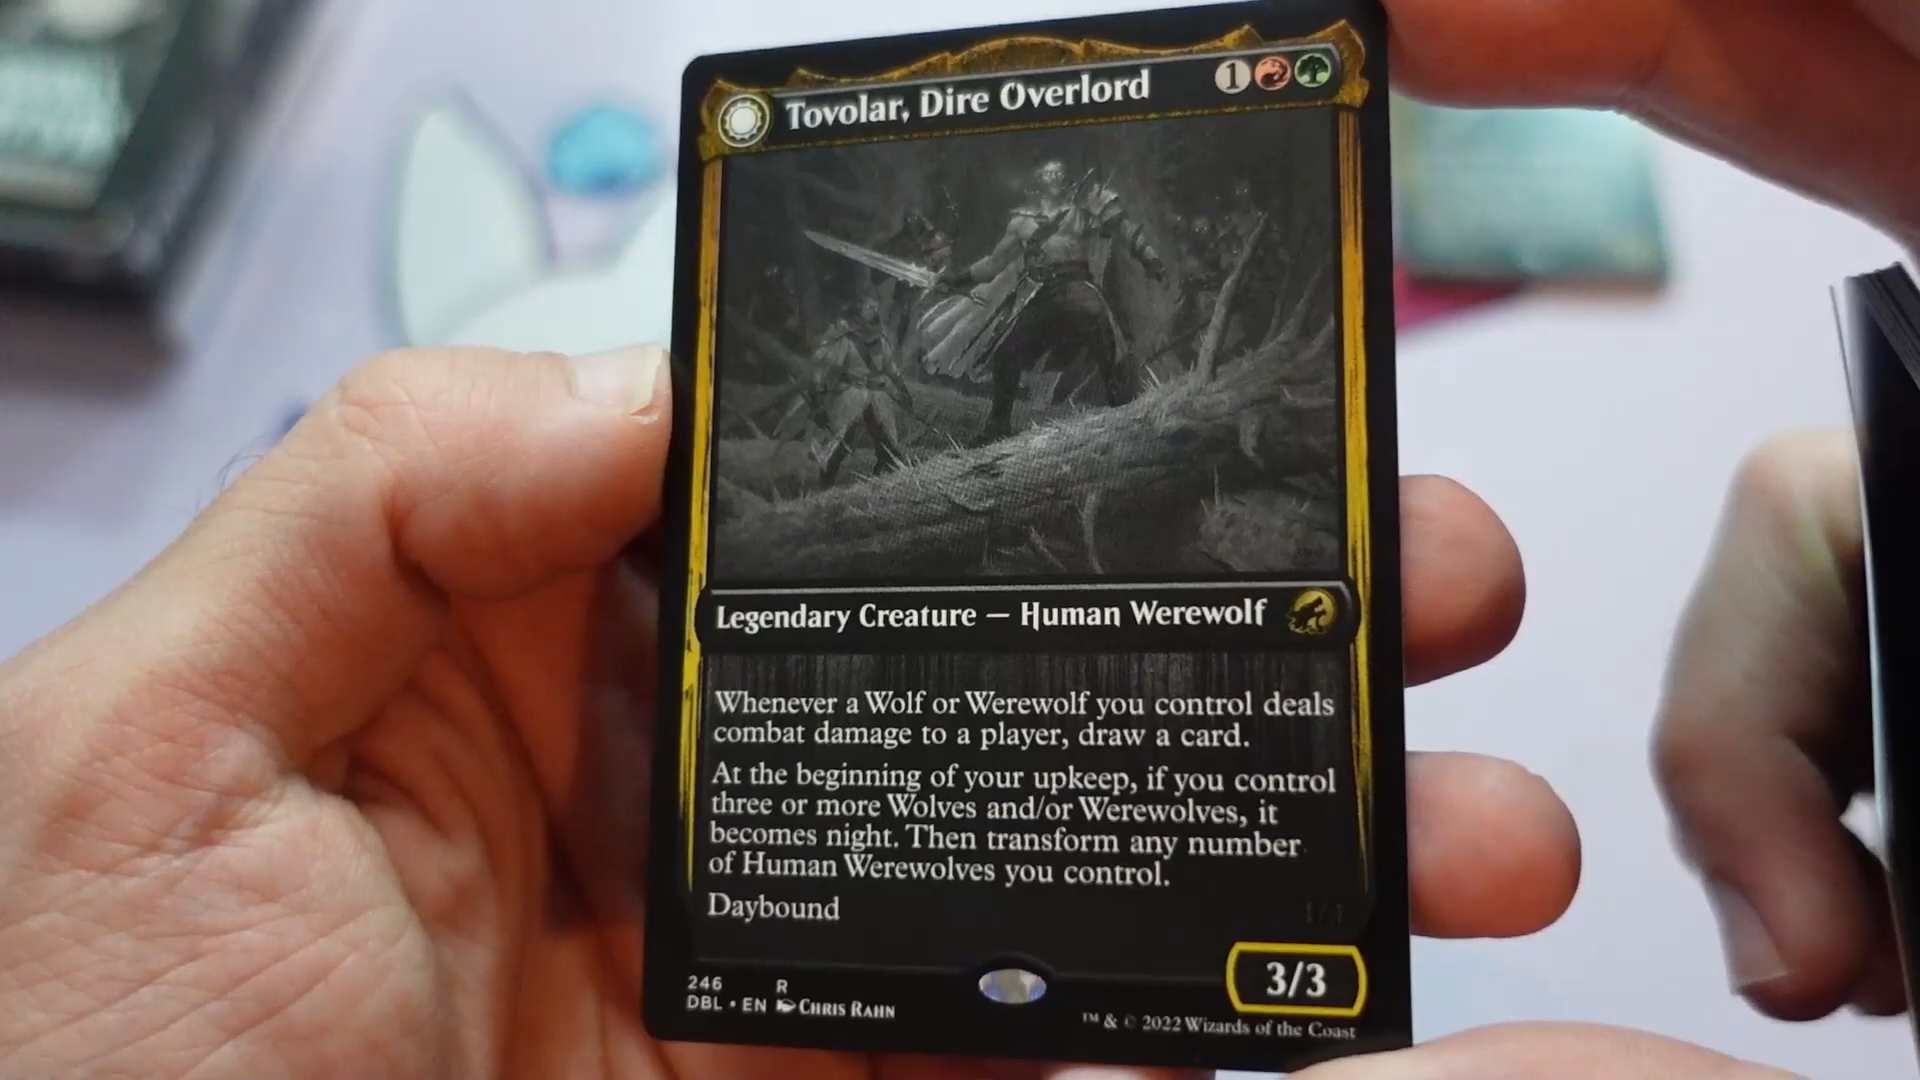 Tovolar, Dire Overlord 1
Legendary Creature — Human Werewolf
Whenever a Wolf or Werewolf you control deals
combat damage to a player, draw a card.
At the beginning of your upkeep, if you control
three or more Wolves and/or Werewolves, it
becomes night. Then transform any number
of Human Werewolves you control.
Daybound
3/3
246 R
DBL • EN Chris Rahn
™ & © 2022 Wizards of the Coast